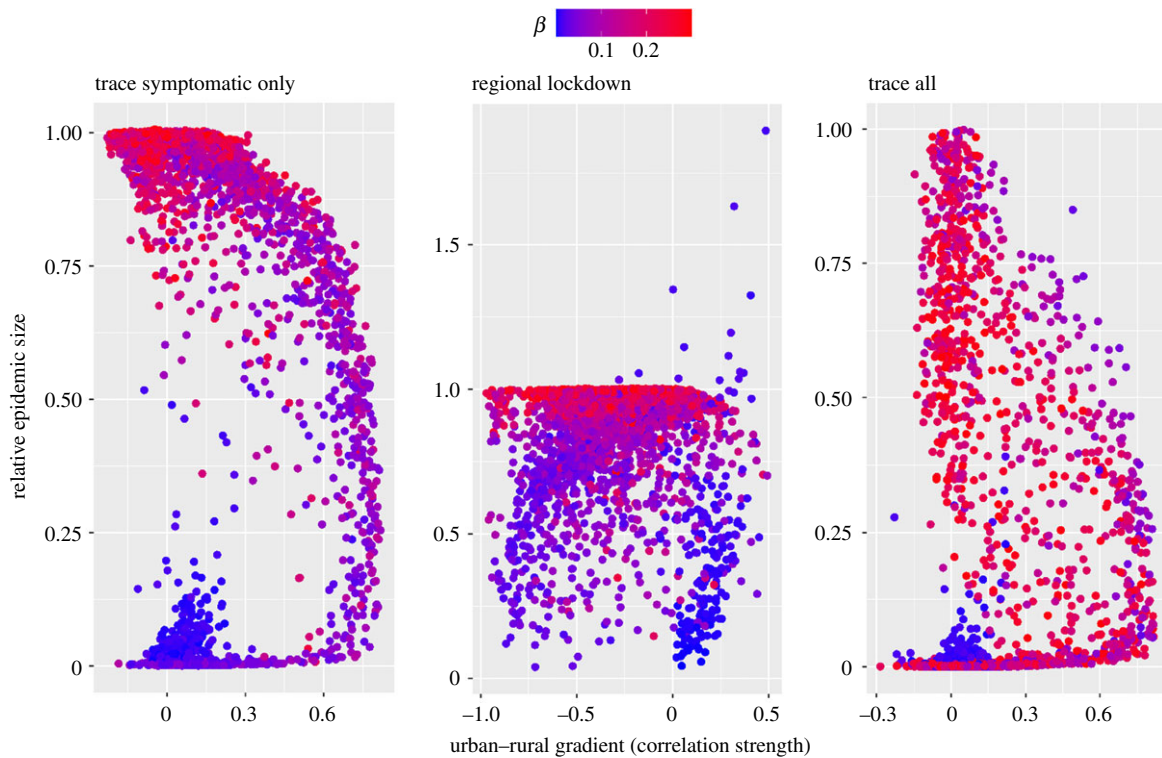 β
0.1 0.2
trace symptomatic only
regional lockdown
trace all
relative epidemic size
1.00
0.75
0.50
0.25
0
0 0.3 0.6
1.5
1.0
0.5
0
–1.0 –0.5 0 0.5
1.00
0.75
0.50
0.25
0
–0.3 0 0.3 0.6
urban–rural gradient (correlation strength)